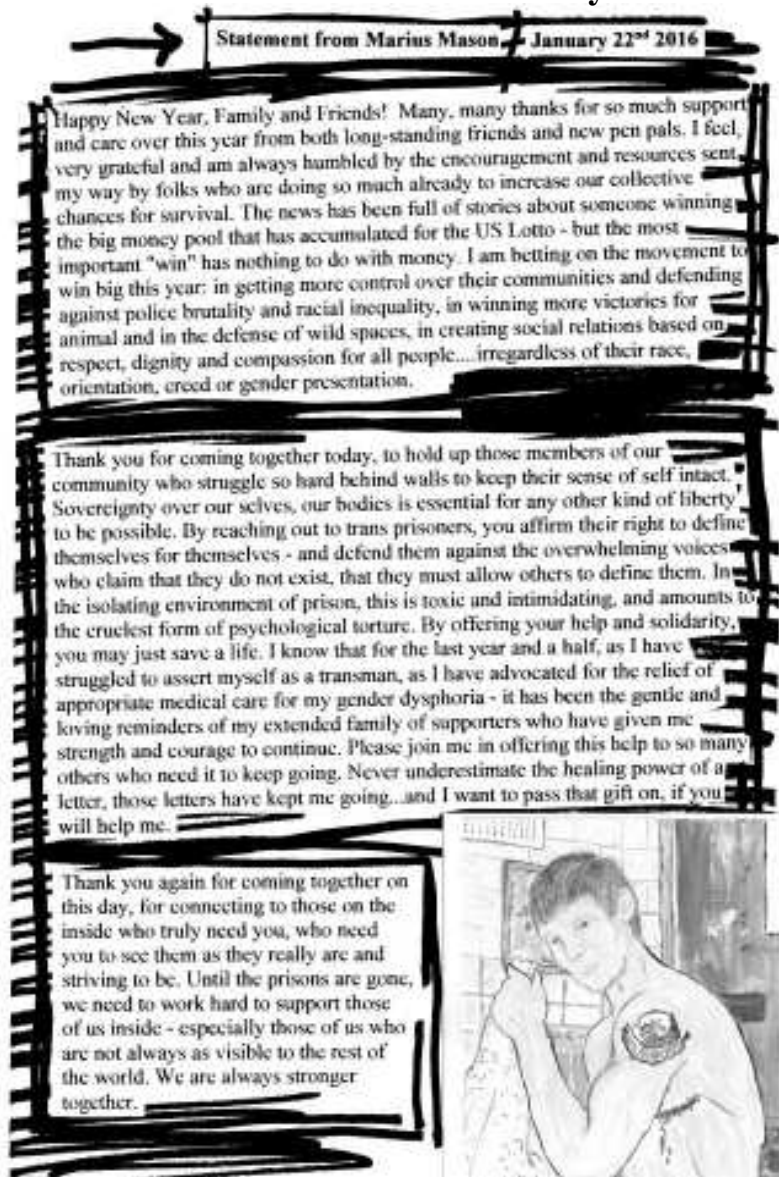 Statement from Marius Mason / January 22nd 2016
Happy New Year, Family and Friends! Many, many thanks for so much support
and care over this year from both long-standing friends and new pen pals. I feel,
very grateful and am always humbled by the encouragement and resources sent
my way by folks who are doing so much already to increase our collective
chances for survival. The news has been full of stories about someone winning
the big money pool that has accumulated for the US Lotto - but the most
important "win" has nothing to do with money. I am betting on the movement to
win big this year: in getting more control over their communities and defending
against police brutality and racial inequality, in winning more victories for
animal and in the defense of wild spaces, in creating social relations based on
respect, dignity and compassion for all people....irregardless of their race,
orientation, creed or gender presentation.
Thank you for coming together today, to hold up those members of our
community who struggle so hard behind walls to keep their sense of self intact.
Sovereignty over our selves, our bodies is essential for any other kind of liberty
to be possible. By reaching out to trans prisoners, you affirm their right to define
themselves for themselves - and defend them against the overwhelming voices
who claim that they do not exist, that they must allow others to define them. In
the isolating environment of prison, this is toxic and intimidating, and amounts to
the cruelest form of psychological torture. By offering your help and solidarity,
you may just save a life. I know that for the last year and a half, as I have
struggled to assert myself as a transman, as I have advocated for the relief of
appropriate medical care for my gender dysphoria - it has been the gentle and
loving reminders of my extended family of supporters who have given me
strength and courage to continue. Please join me in offering this help to so many
others who need it to keep going. Never underestimate the healing power of a
letter, those letters have kept me going...and I want to pass that gift on, if you
will help me.
Thank you again for coming together on
this day, for connecting to those on the
inside who truly need you, who need
you to see them as they really are and
striving to be. Until the prisons are gone,
we need to work hard to support those
of us inside - especially those of us who
are not always as visible to the rest of
the world. We are always stronger
together.